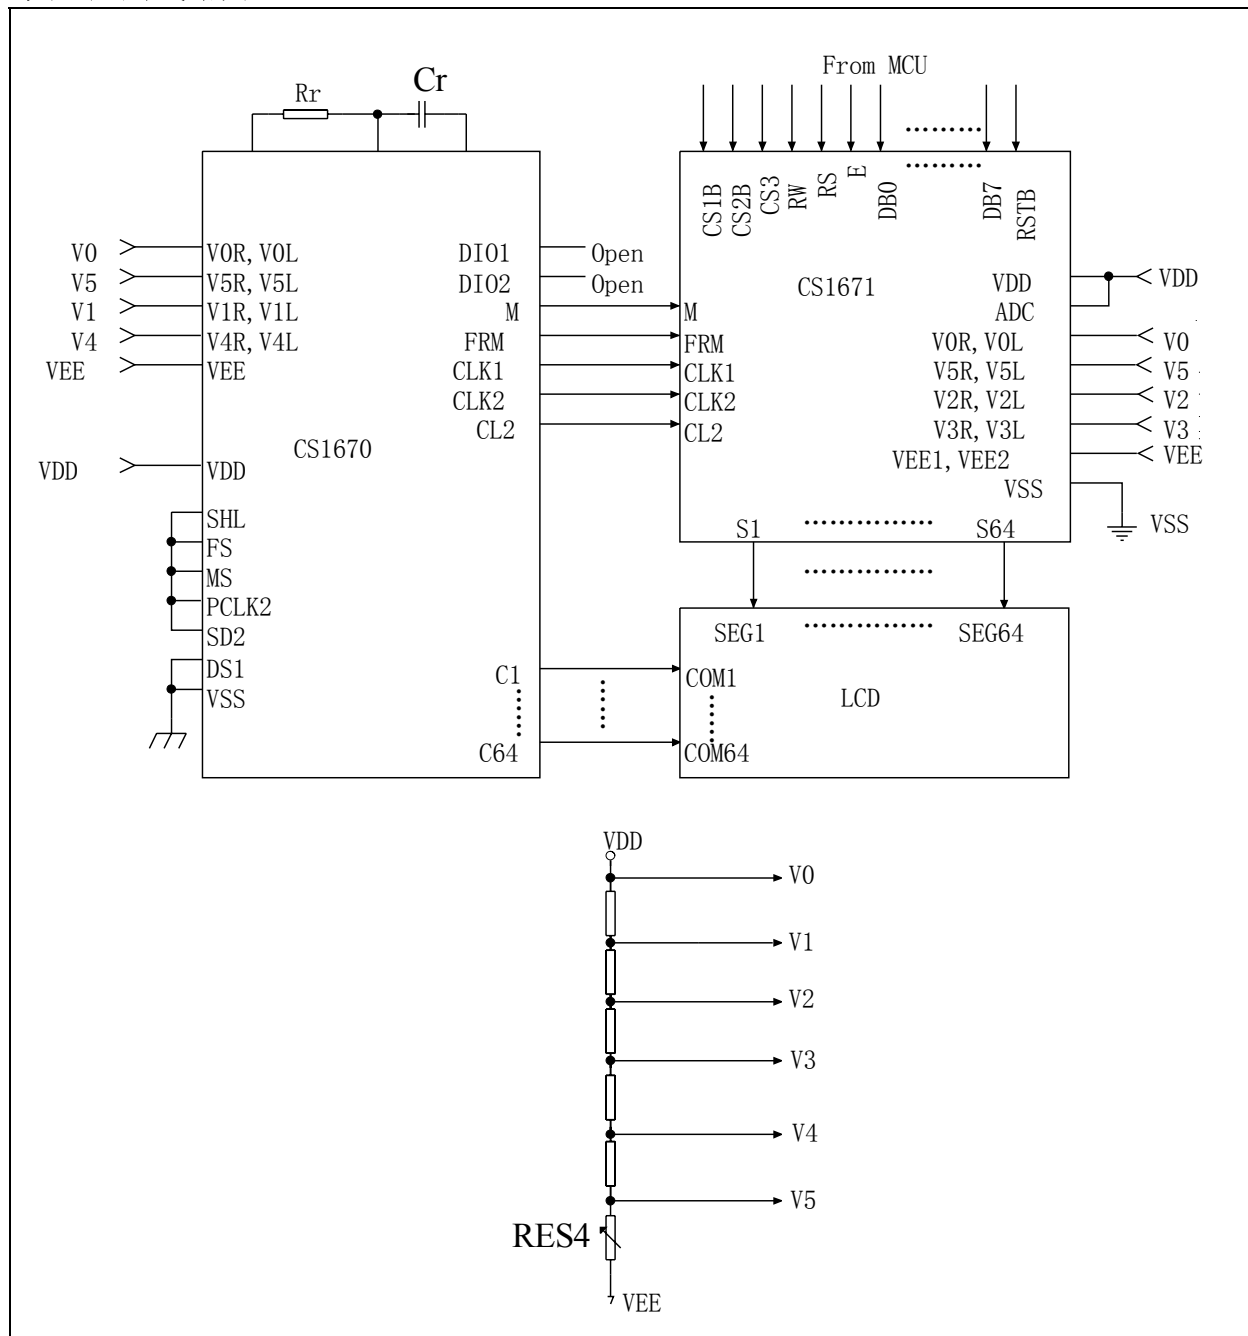 From MCU
Rr
Cr
CS1B
CS2B
CS3
RW
RS
E
DB0
DB7
RSTB
V0
V5
V1
V4
VEE
VDD
V0R, V0L
V5R, V5L
V1R, V1L
V4R, V4L
VEE
VDD
SHL
FS
MS
PCLK2
SD2
DS1
VSS
CS1670
DIO1
DIO2
M
FRM
CLK1
CLK2
CL2
C1
C64
Open
Open
M
FRM
CLK1
CLK2
CL2
CS1671
VDD
ADC
V0R, V0L
V5R, V5L
V2R, V2L
V3R, V3L
VEE1, VEE2
VSS
S1
S64
VDD
V0
V5
V2
V3
VEE
VSS
SEG1
SEG64
COM1
LCD
COM64
VDD
V0
V1
V2
V3
V4
V5
RES4
VEE